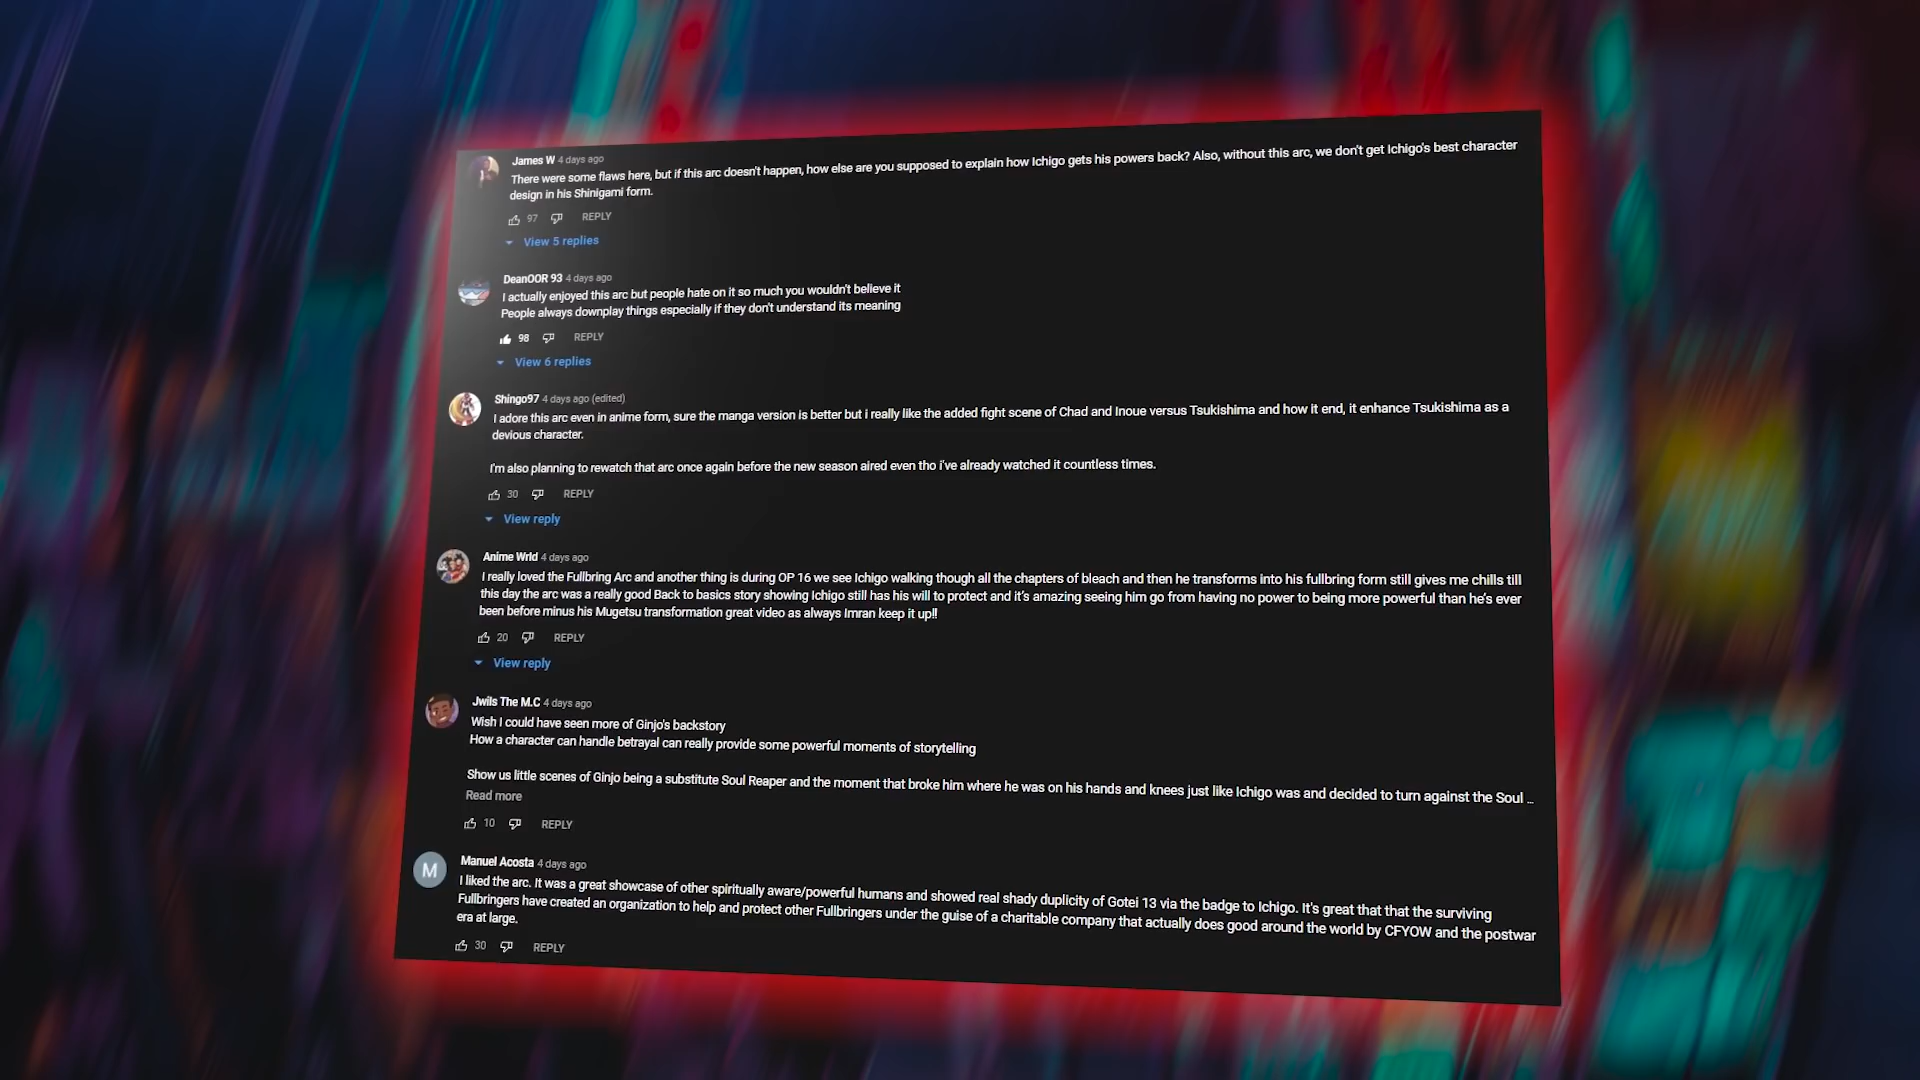 James W 4 days ago
There were some flaws here, but if this arc doesn't happen, how else are you supposed to explain how Ichigo gets his powers back? Also, without this arc, we don't get Ichigo's best character
design in his Shinigami form.
97 REPLY
View 5 replies
DeanOOR 93 4 days ago
I actually enjoyed this arc but people hate on it so much you wouldn't believe it
People always downplay things especially if they don't understand its meaning
98 REPLY
View 6 replies
Shingo97 4 days ago (edited)
I adore this arc even in anime form, sure the manga version is better but i really like the added fight scene of Chad and Inoue versus Tsukishima and how it end, it enhance Tsukishima as a
devious character.
I'm also planning to rewatch that arc once again before the new season aired even tho i've already watched it countless times.
30 REPLY
View reply
Anime Wrld 4 days ago
I really loved the Fullbring Arc and another thing is during OP 16 we see Ichigo walking though all the chapters of bleach and then he transforms into his fullbring form still gives me chills till
this day the arc was a really good Back to basics story showing Ichigo still has his will to protect and it's amazing seeing him go from having no power to being more powerful than he's ever
been before minus his Mugetsu transformation great video as always Imran keep it up!!
20 REPLY
View reply
Jwils The M.C 4 days ago
Wish I could have seen more of Ginjo's backstory
How a character can handle betrayal can really provide some powerful moments of storytelling
Show us little scenes of Ginjo being a substitute Soul Reaper and the moment that broke him where he was on his hands and knees just like Ichigo was and decided to turn against the Soul ...
Read more
10 REPLY
M
Manuel Acosta 4 days ago
I liked the arc. It was a great showcase of other spiritually aware/powerful humans and showed real shady duplicity of Gotei 13 via the badge to Ichigo. It's great that that the surviving
Fullbringers have created an organization to help and protect other Fullbringers under the guise of a charitable company that actually does good around the world by CFYOW and the postwar
era at large.
30 REPLY